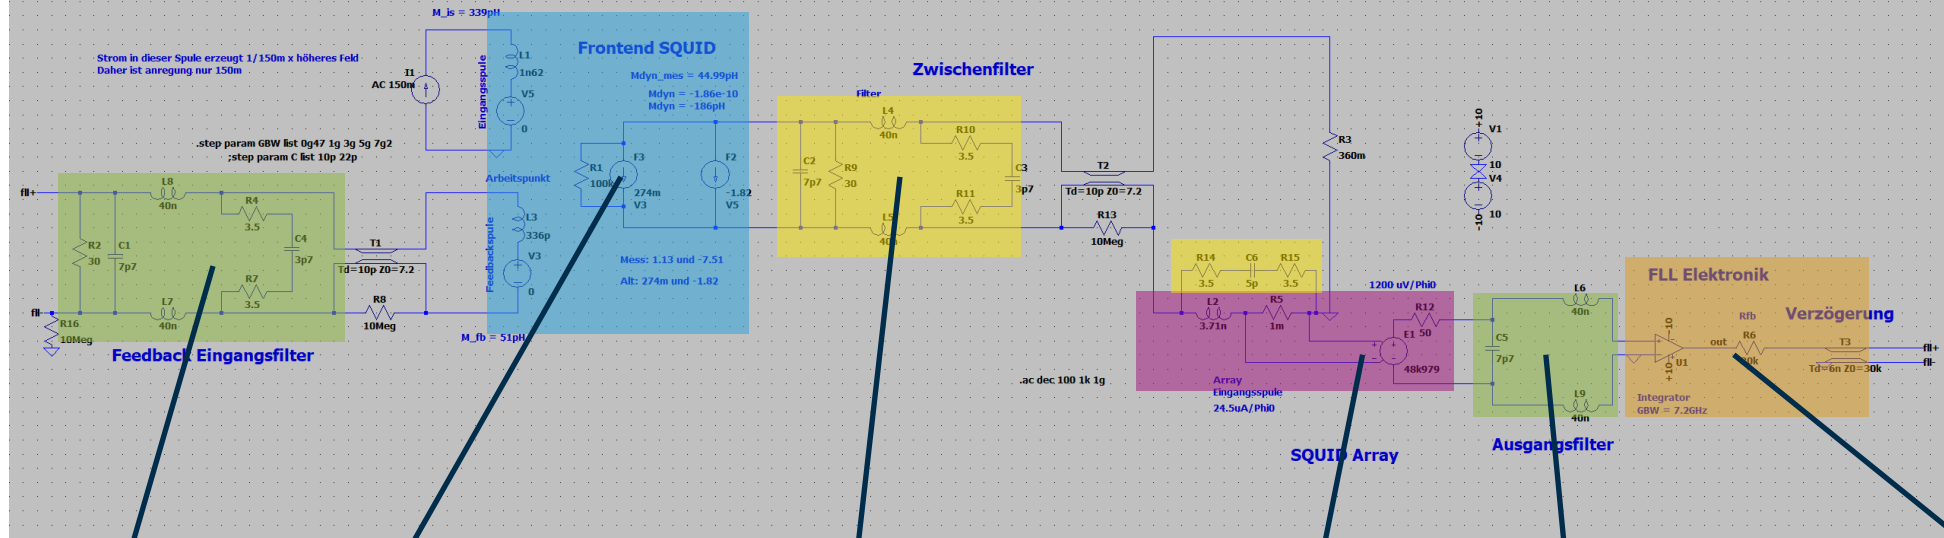 M_is = 339pH
Strom in dieser Spule erzeugt 1/150m x höheres Feld
Daher ist anregung nur 150m
I1
AC 150m
Eingangsspule
L1
1n62
V5
0
Frontend SQUID
Mdyn_mes = 44.99pH
Mdyn = -1.86e-10
Mdyn = -186pH
R1
100k
F3
274m
V3
F2
-1.82
V5
Arbeitspunkt
Feedbackspule
L3
336p
V3
0
Mess: 1.13 und -7.51
Alt: 274m und -1.82
M_fb = 51pH
.step param GBW list 0g47 1g 3g 5g 7g2
;step param C list 10p 22p
fll+
fll-
L8
40n
R4
3.5
R2
30
C1
7p7
C4
3p7
R7
3.5
L7
40n
R16
10Meg
Feedback Eingangsfilter
T1
Td=10p Z0=7.2
R8
10Meg
Zwischenfilter
Filter
L4
40n
R10
3.5
C2
7p7
R9
30
C3
3p7
R11
3.5
L5
40n
T2
Td=10p Z0=7.2
R13
10Meg
R3
360m
V1
10
V4
10
+10
-10
R14
3.5
C6
5p
R15
3.5
1200 uV/Phi0
L2
3.71n
R5
1m
R12
50
E1
48k979
Array
Eingangsspule
24.5uA/Phi0
.ac dec 100 1k 1g
SQUID Array
L6
40n
C5
7p7
L9
40n
Ausgangsfilter
FLL Elektronik
Verzögerung
-10
+10
U1
out
Rfb
R6
T3
Td=6n Z0=30k
fll+
fll-
Integrator
GBW = 7.2GHz